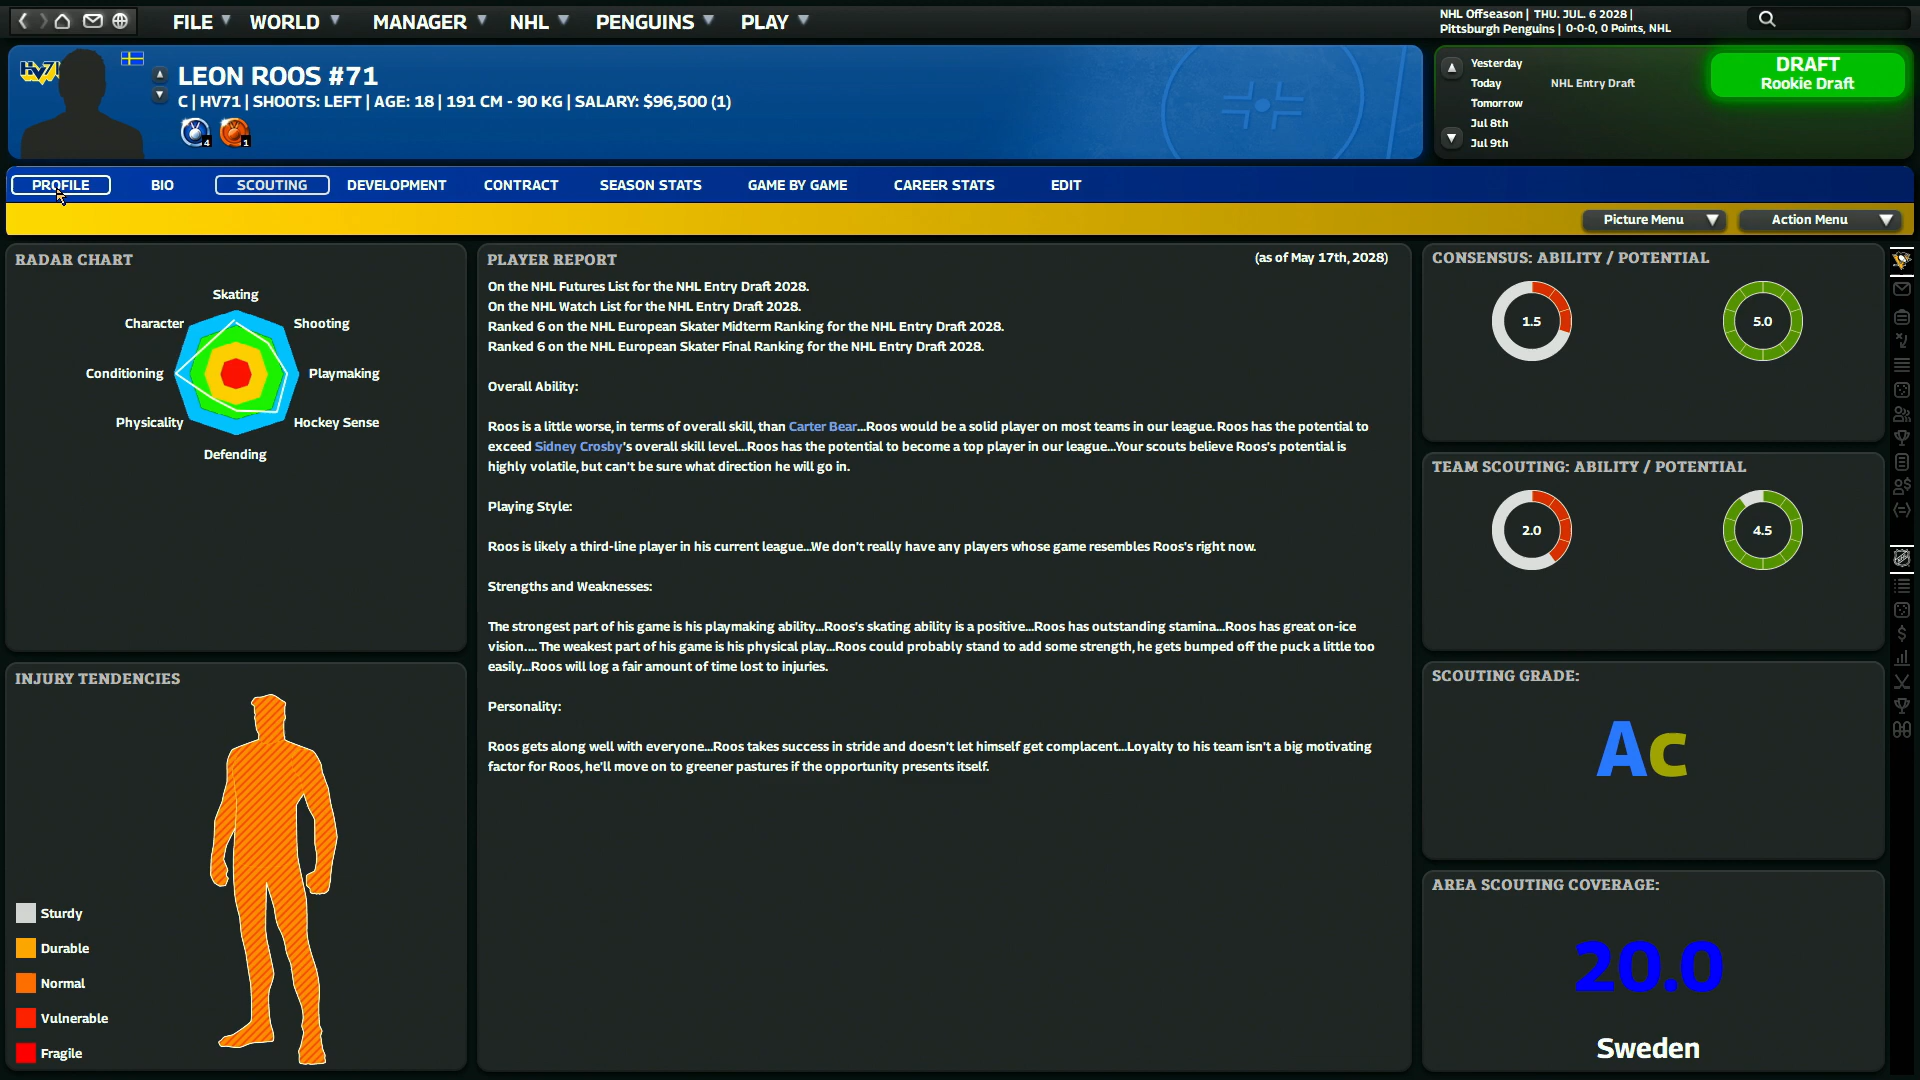 FILE WORLD MANAGER NHL PENGUINS PLAY
NHL Offseason | THU. JUL. 6 2028 |
Pittsburgh Penguins | 0-0-0, 0 Points, NHL
HV71
LEON ROOS #71
C | HV71 | SHOOTS: LEFT | AGE: 18 | 191 CM - 90 KG | SALARY: $96,500 (1)
4 1
Yesterday
Today NHL Entry Draft
Tomorrow
Jul 8th
Jul 9th
DRAFT
Rookie Draft
PROFILE BIO SCOUTING DEVELOPMENT CONTRACT SEASON STATS GAME BY GAME CAREER STATS EDIT
Picture Menu Action Menu
RADAR CHART
Skating
Character Shooting
Conditioning Playmaking
Physicality Hockey Sense
Defending
INJURY TENDENCIES
Sturdy
Durable
Normal
Vulnerable
Fragile
PLAYER REPORT (as of May 17th, 2028)
On the NHL Futures List for the NHL Entry Draft 2028.
On the NHL Watch List for the NHL Entry Draft 2028.
Ranked 6 on the NHL European Skater Midterm Ranking for the NHL Entry Draft 2028.
Ranked 6 on the NHL European Skater Final Ranking for the NHL Entry Draft 2028.
Overall Ability:
Roos is a little worse, in terms of overall skill, than Carter Bear...Roos would be a solid player on most teams in our league. Roos has the potential to
exceed Sidney Crosby's overall skill level...Roos has the potential to become a top player in our league...Your scouts believe Roos's potential is
highly volatile, but can't be sure what direction he will go in.
Playing Style:
Roos is likely a third-line player in his current league...We don't really have any players whose game resembles Roos's right now.
Strengths and Weaknesses:
The strongest part of his game is his playmaking ability...Roos's skating ability is a positive...Roos has outstanding stamina...Roos has great on-ice
vision.... The weakest part of his game is his physical play...Roos could probably stand to add some strength, he gets bumped off the puck a little too
easily...Roos will log a fair amount of time lost to injuries.
Personality:
Roos gets along well with everyone...Roos takes success in stride and doesn't let himself get complacent...Loyalty to his team isn't a big motivating
factor for Roos, he'll move on to greener pastures if the opportunity presents itself.
CONSENSUS: ABILITY / POTENTIAL
1.5 5.0
TEAM SCOUTING: ABILITY / POTENTIAL
2.0 4.5
SCOUTING GRADE:
Ac
AREA SCOUTING COVERAGE:
20.0
Sweden